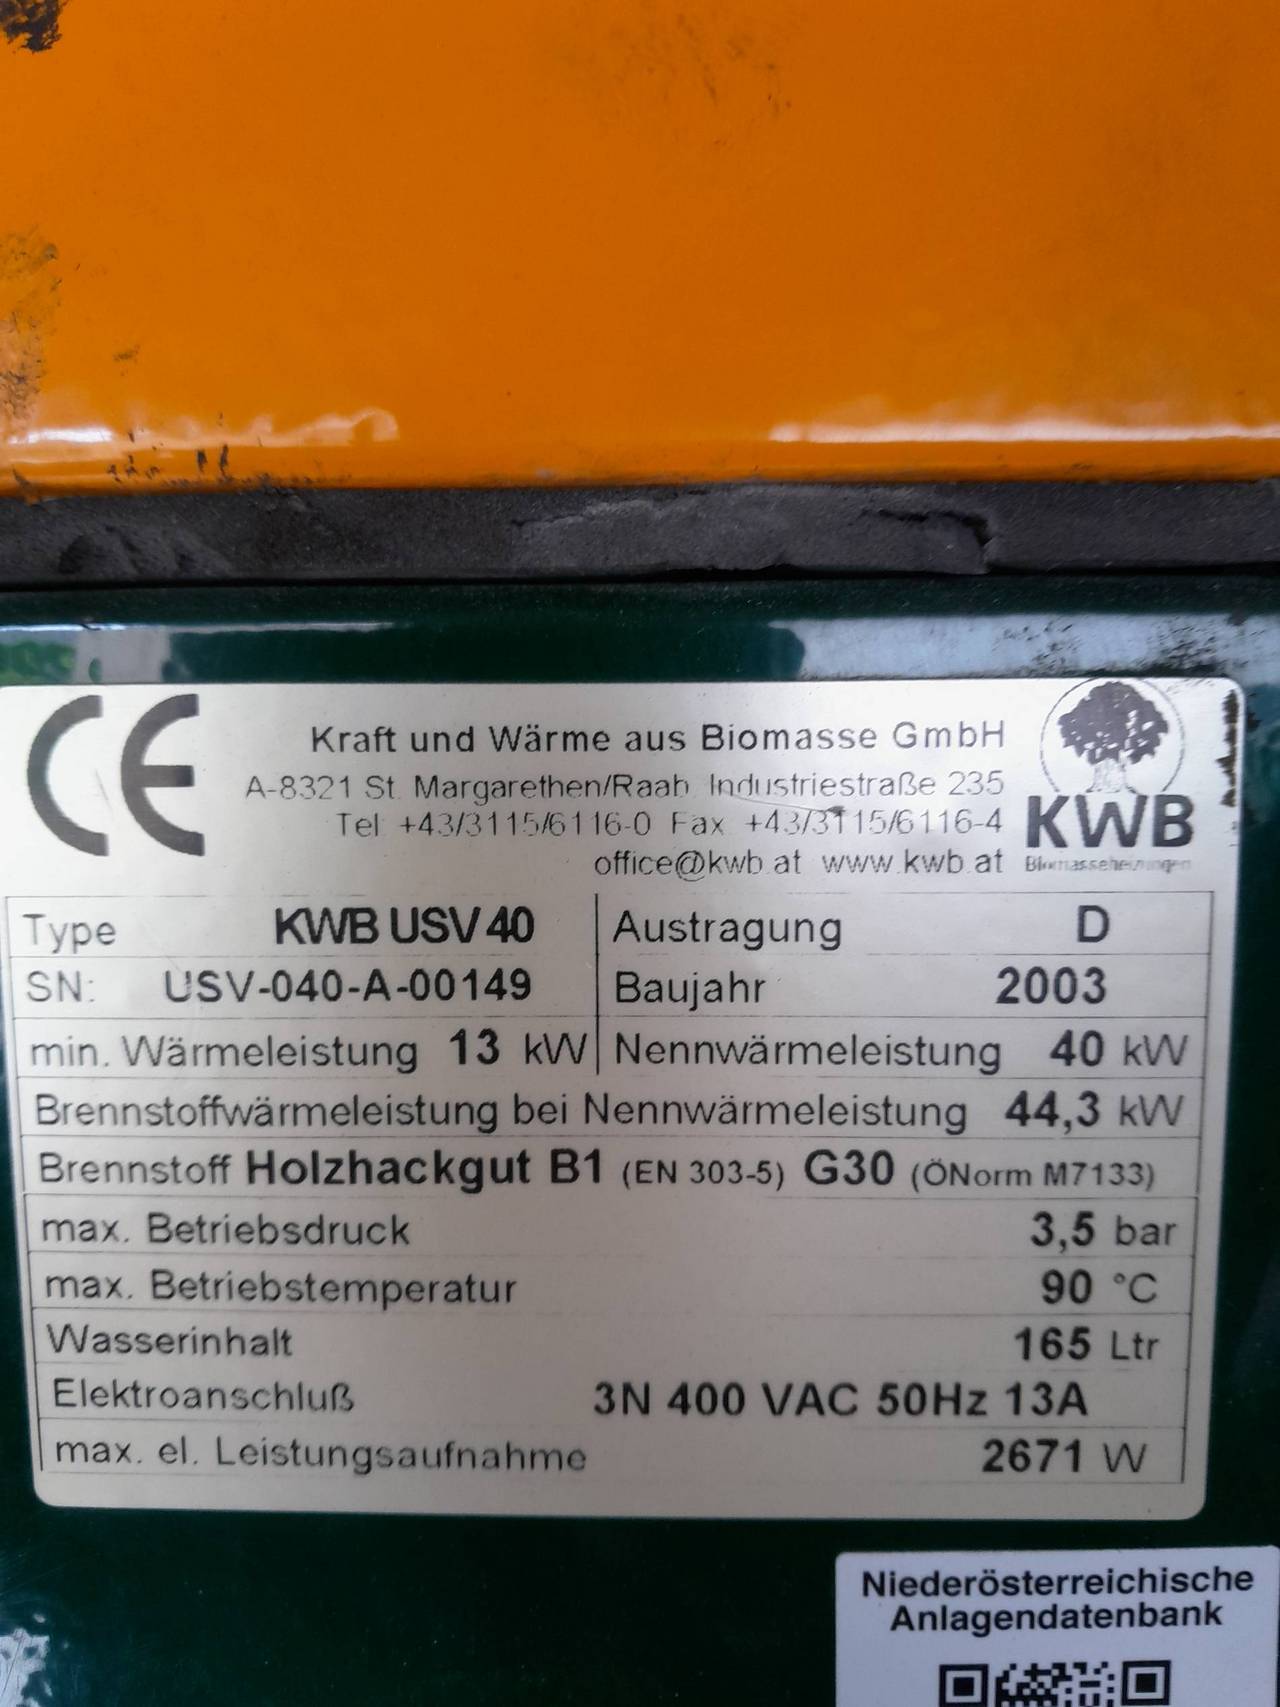 CE
Kraft und Wärme aus Biomasse GmbH
A-8321 St. Margarethen/Raab, Industriestraße 235
Tel. +43/3115/6116-0 Fax. +43/3115/6116-4
office@kwb.at www.kwb.at
KWB
Biomasseheizungen
Type KWB USV 40 Austragung D
SN: USV-040-A-00149 Baujahr 2003
min. Wärmeleistung 13 kW Nennwärmeleistung 40 kW
Brennstoffwärmeleistung bei Nennwärmeleistung 44,3 kW
Brennstoff Holzhackgut B1 (EN 303-5) G30 (ÖNorm M7133)
max. Betriebsdruck 3,5 bar
max. Betriebstemperatur 90 °C
Wasserinhalt 165 Ltr
Elektroanschluß 3N 400 VAC 50Hz 13A
max. el. Leistungsaufnahme 2671 W
Niederösterreichische
Anlagendatenbank